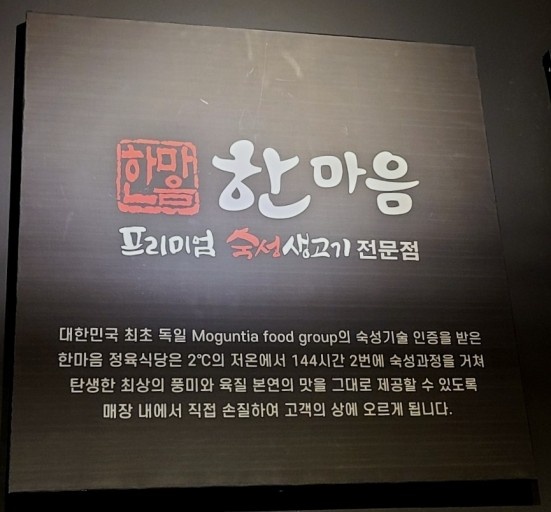 한마음 한마음
프리미엄 숙성생고기 전문점
대한민국 최초 독일 Moguntia food group의 숙성기술 인증을 받은
한마음 정육식당은 2℃의 저온에서 144시간 2번에 숙성과정을 거쳐
탄생한 최상의 풍미와 육질 본연의 맛을 그대로 제공할 수 있도록
매장 내에서 직접 손질하여 고객의 상에 오르게 됩니다.